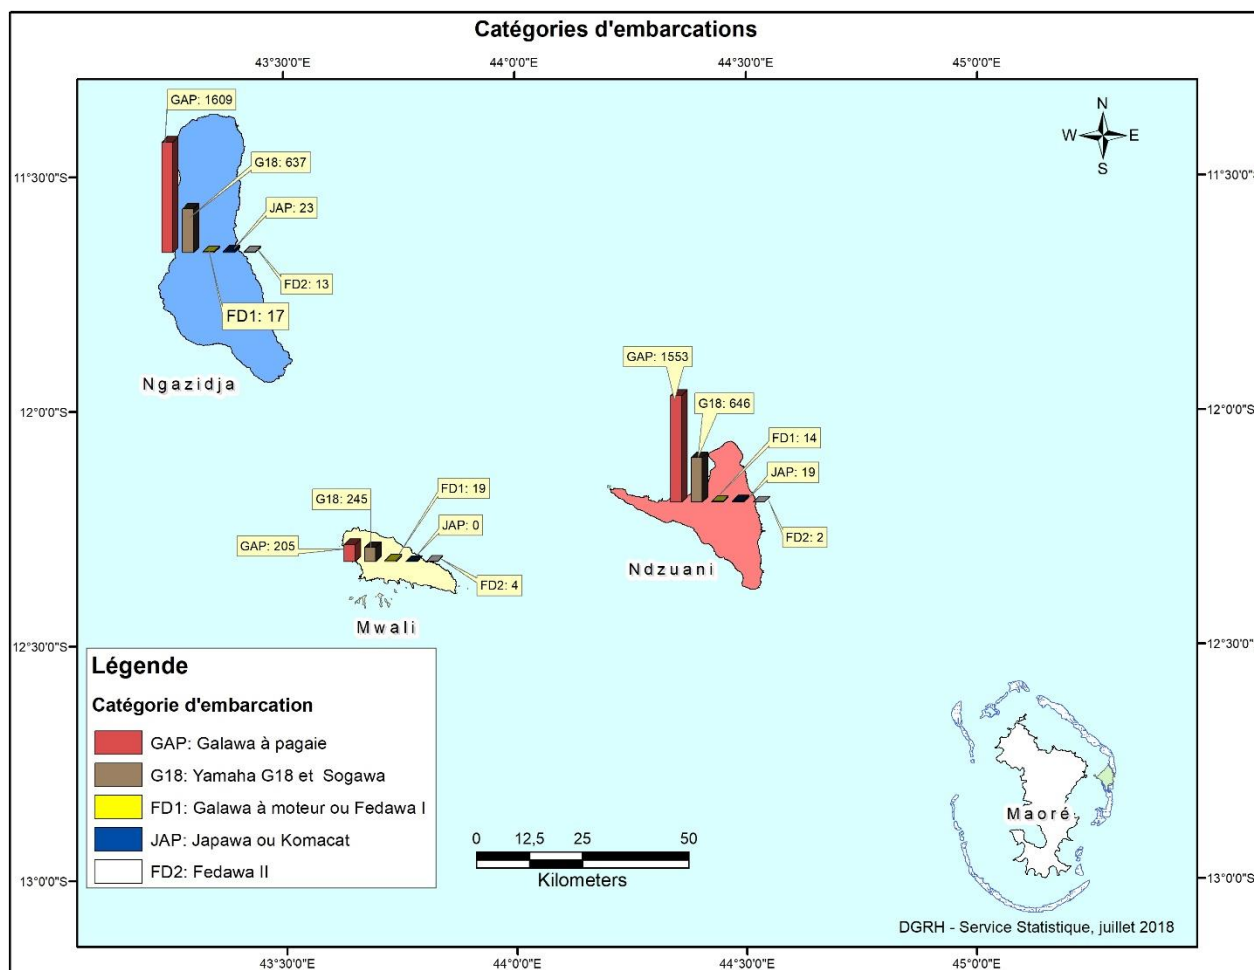 Catégories d'embarcations
43°30'0"E
44°0'0"E
44°30'0"E
45°0'0"E
N
W
E
S
11°30'0"S
11°30'0"S
GAP: 1609
G18: 637
JAP: 23
FD2: 13
FD1: 17
Ngazidja
12°0'0"S
12°0'0"S
GAP: 1553
G18: 646
FD1: 14
JAP: 19
FD2: 2
Ndzuani
FD1: 19
G18: 245
JAP: 0
GAP: 205
FD2: 4
Mwali
12°30'0"S
12°30'0"S
Légende
Catégorie d'embarcation
GAP: Galawa à pagaie
G18: Yamaha G18 et Sogawa
FD1: Galawa à moteur ou Fedawa I
JAP: Japawa ou Komacat
FD2: Fedawa II
0 12,5 25 50
Kilometers
Maoré
13°0'0"S
13°0'0"S
DGRH - Service Statistique, juillet 2018
43°30'0"E
44°0'0"E
44°30'0"E
45°0'0"E